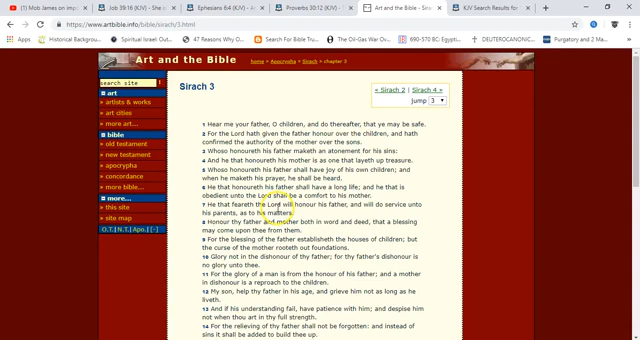 Mob James on impo
Job 39:16 (KJV) - She is
Ephesians 6:4 (KJV) - A
Proverbs 30:12 (KJV) - T
Art and the Bible - Sirac
KJV Search Results for
https://www.artbible.info/bible/sirach/3.html
Bible
Spiritual Israel Out
47 Reasons Why Ol
Search For Bible Tru
The Oil-Gas War Ov
690-570 BC: Egypti
DEUTEROCANONIC
Purgatory and 2 Ma
Art and the Bible
home » Apocrypha » Sirach » chapter 3
search site
art
» artists & works
» art cities
» more art...
bible
» old testament
» new testament
» apocrypha
» concordance
» more bible...
more...
» this site
» site map
O.T.|N.T.|Apo.|[-]
Sirach 3
« Sirach 2 | Sirach 4 »
Jump 3
1 Hear me your father, O children, and do thereafter, that ye may be safe.
2 For the Lord hath given the father honour over the children, and hath
confirmed the authority of the mother over the sons.
3 Whoso honoureth his father maketh an atonement for his sins:
4 And he that honoureth his mother is as one that layeth up treasure.
5 Whoso honoureth his father shall have joy of his own children; and
when he maketh his prayer, he shall be heard.
6 He that honoureth his father shall have a long life; and he that is
obedient unto the Lord shall be a comfort to his mother.
7 He that feareth the Lord will honour his father, and will do service unto
his parents, as to his masters.
8 Honour thy father and mother both in word and deed, that a blessing
may come upon thee from them.
9 For the blessing of the father establisheth the houses of children; but
the curse of the mother rooteth out foundations.
10 Glory not in the dishonour of thy father; for thy father's dishonour is
no glory unto thee.
11 For the glory of a man is from the honour of his father; and a mother
in dishonour is a reproach to the children.
12 My son, help thy father in his age, and grieve him not as long as he
liveth.
13 And if his understanding fail, have patience with him; and despise him
not when thou art in thy full strength.
14 For the relieving of thy father shall not be forgotten: and instead of
sins it shall be added to build thee up.